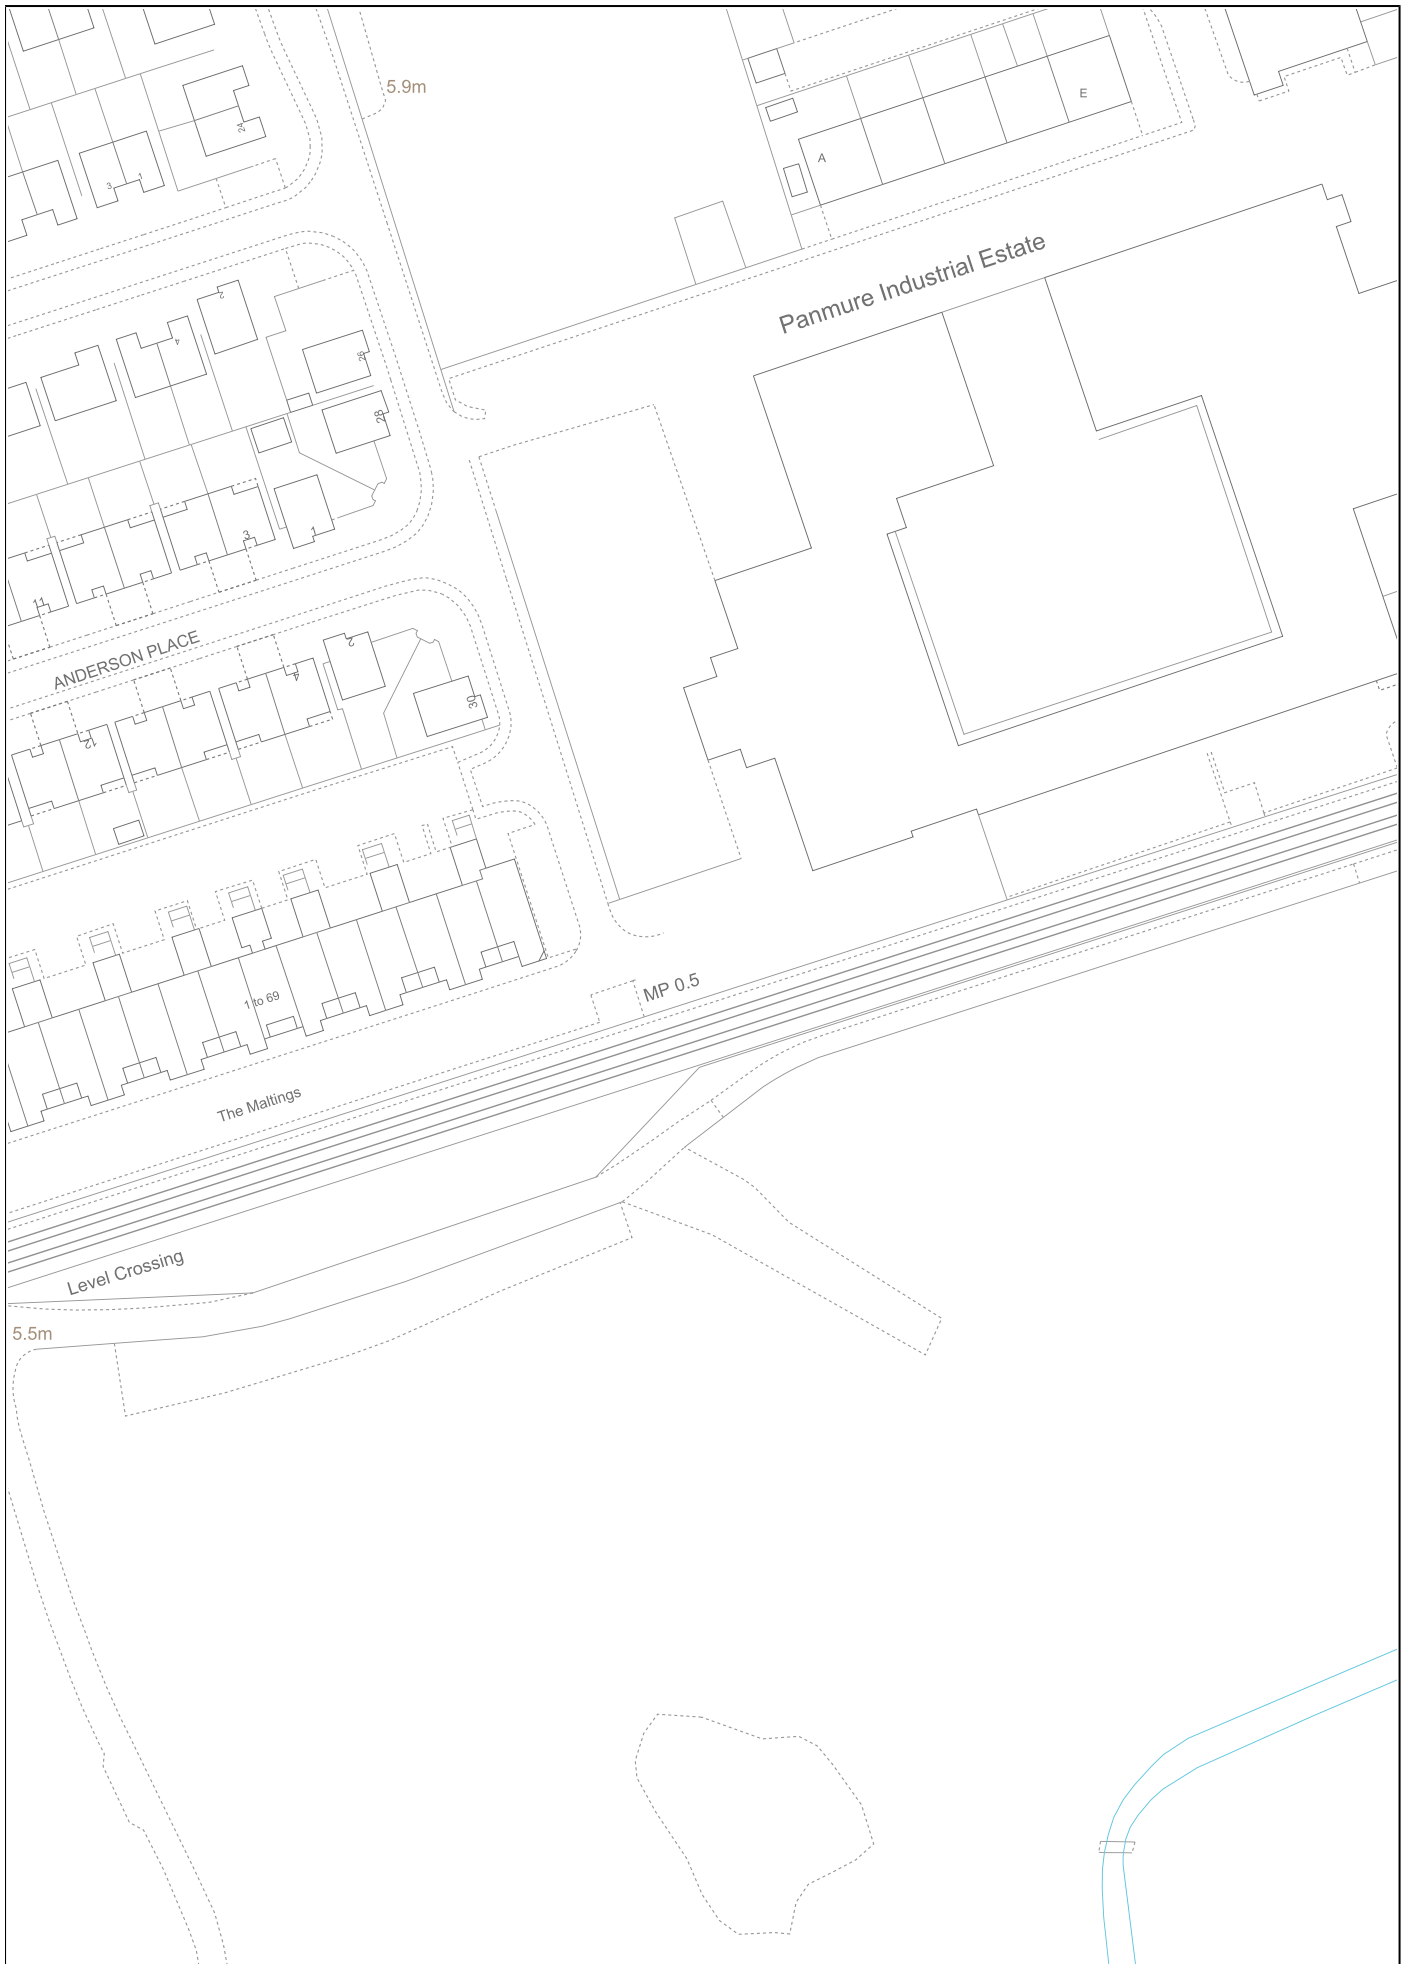 5.9m
E
24
A
3
1
Panmure Industrial Estate
2
4
26
28
3
1
11
ANDERSON PLACE
2
4
30
12
MP 0.5
1 to 69
The Maltings
Level Crossing
5.5m